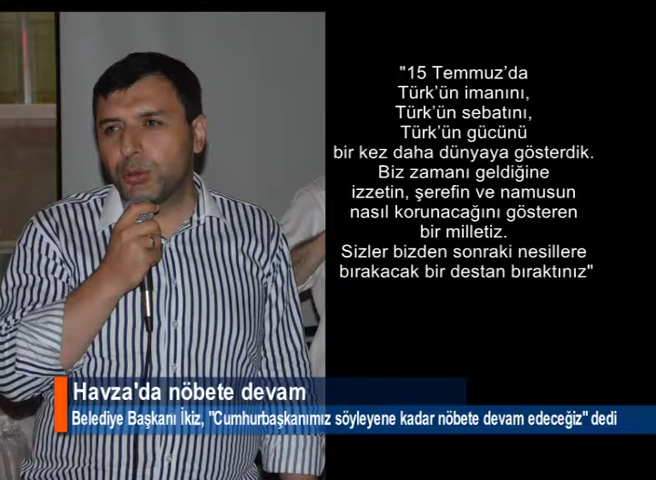 "15 Temmuz'da
Türk'ün imanını,
Türk'ün sebatını,
Türk'ün gücünü
bir kez daha dünyaya gösterdik.
Biz zamanı geldiğine
izzetin, şerefin ve namusun
nasıl korunacağını gösteren
bir milletiz.
Sizler bizden sonraki nesillere
bırakacak bir destan bıraktınız"
Havza'da nöbete devam
Belediye Başkanı İkiz, "Cumhurbaşkanımız söyleyene kadar nöbete devam edeceğiz" dedi